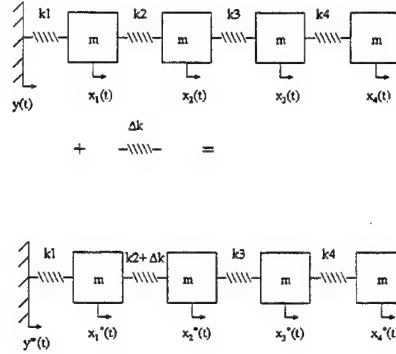 k1 k2 k3 k4
m m m m
y(t) x₁(t) x₂(t) x₃(t) x₄(t)
Δk
+ =
k1 k2+Δk k3 k4
m m m m
y*(t) x₁*(t) x₂*(t) x₃*(t) x₄*(t)